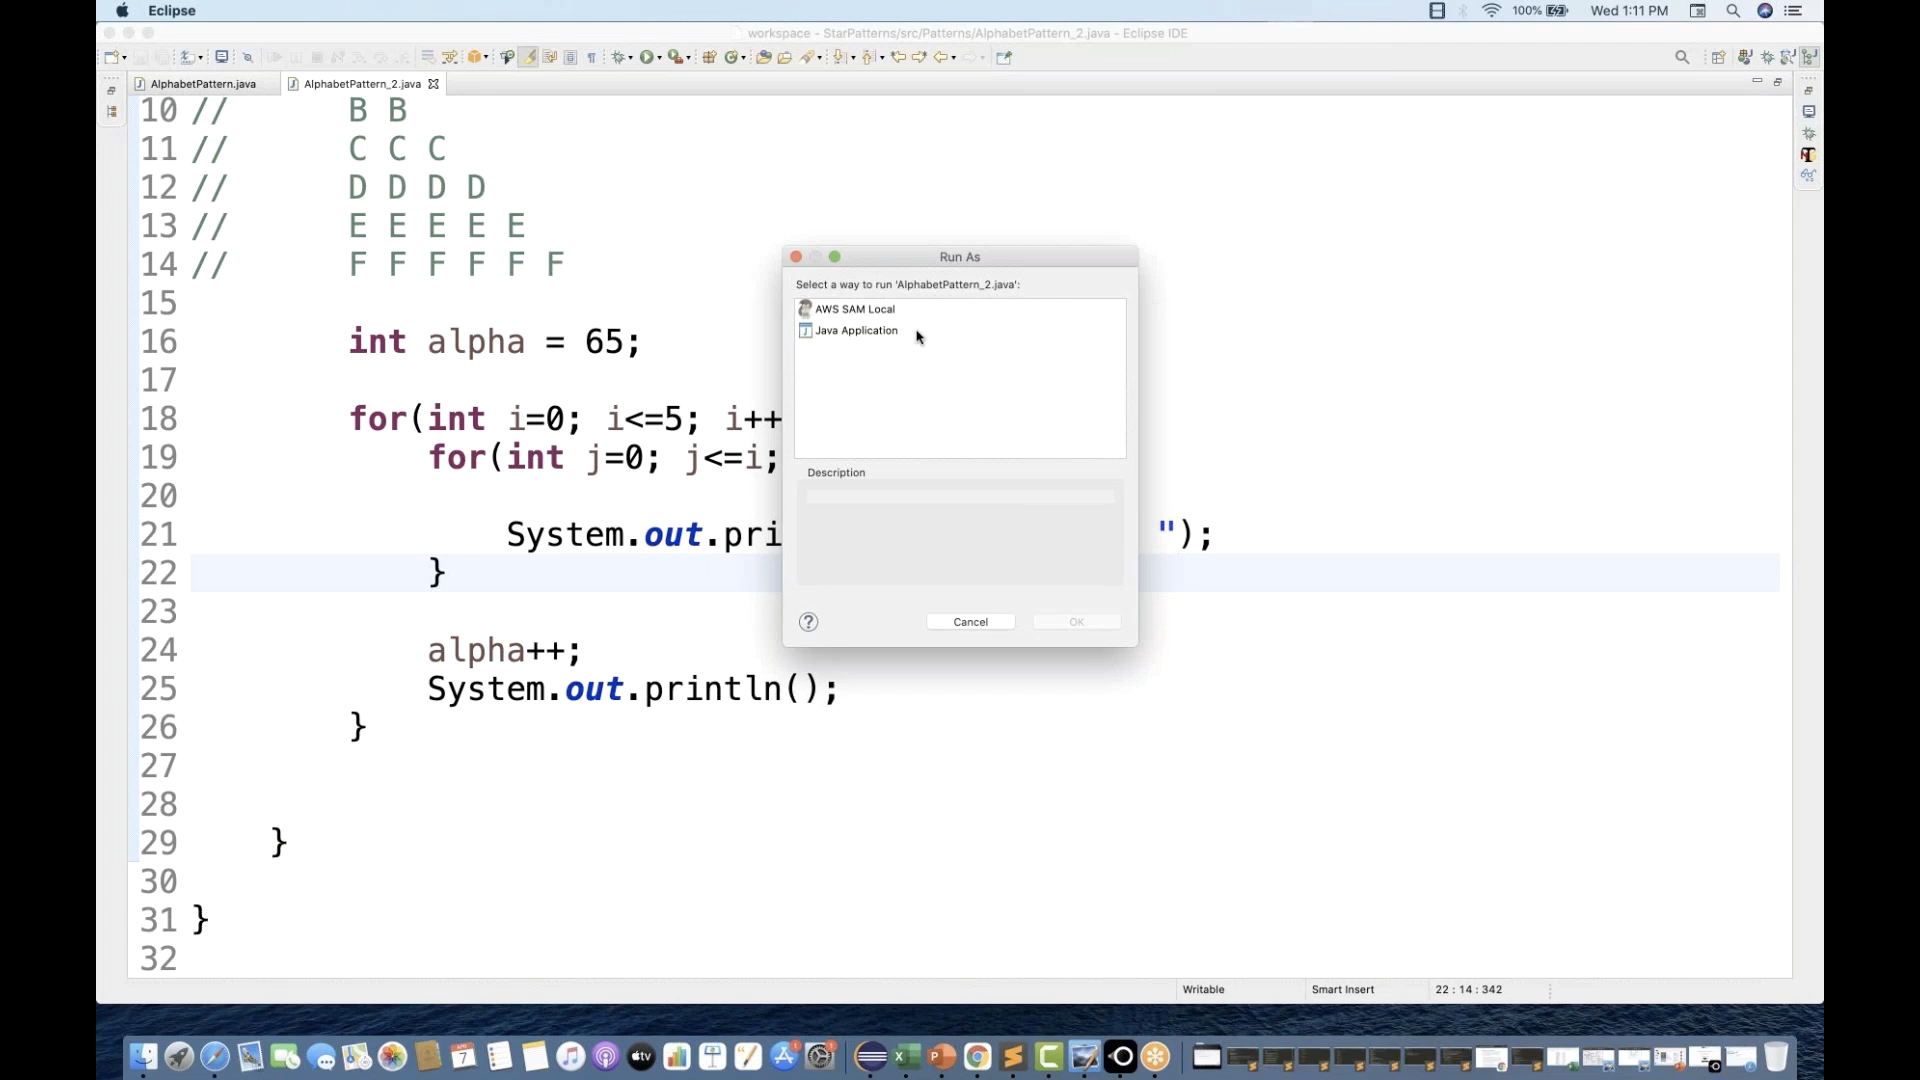 Eclipse
100%
Wed 1:11 PM
workspace - StarPatterns/src/Patterns/AlphabetPattern_2.java - Eclipse IDE
AlphabetPattern.java
AlphabetPattern_2.java
10 // B B
11 // C C C
12 // D D D D
13 // E E E E E
14 // F F F F F F
15
16 int alpha = 65;
17
18 for(int i=0; i<=5; i++
19 for(int j=0; j<=i;
20
21 System.out.pri ");
22 }
23
24 alpha++;
25 System.out.println();
26 }
27
28
29 }
30
31 }
32
Run As
Select a way to run 'AlphabetPattern_2.java':
AWS SAM Local
Java Application
Description
?
Cancel
OK
Writable
Smart Insert
22 : 14 : 342
7
tv